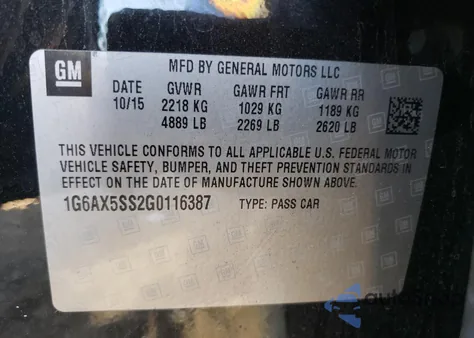 GM
MFD BY GENERAL MOTORS LLC
DATE GVWR GAWR FRT GAWR RR
10/15 2218 KG 1029 KG 1189 KG
4889 LB 2269 LB 2620 LB
THIS VEHICLE CONFORMS TO ALL APPLICABLE U.S. FEDERAL MOTOR
VEHICLE SAFETY, BUMPER, AND THEFT PREVENTION STANDARDS IN
EFFECT ON THE DATE OF MANUFACTURE SHOWN ABOVE.
1G6AX5SS2G0116387 TYPE: PASS CAR